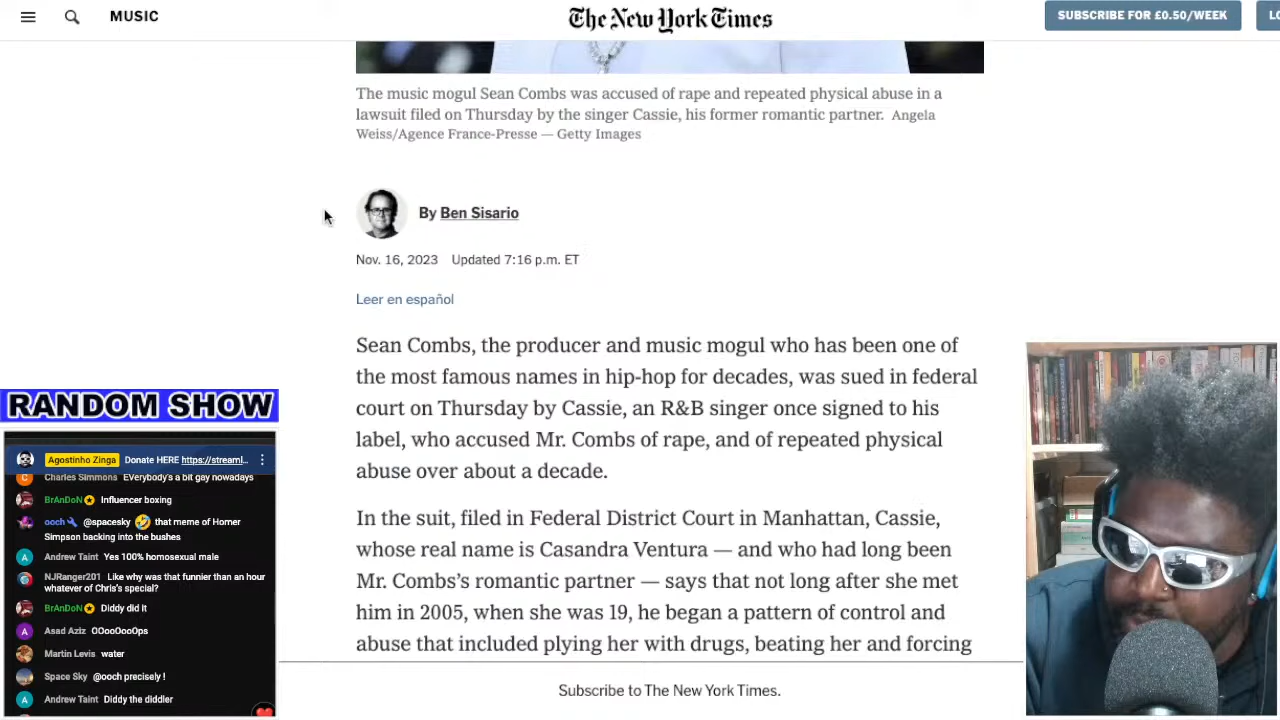 MUSIC
The New York Times
SUBSCRIBE FOR £0.50/WEEK
LO
The music mogul Sean Combs was accused of rape and repeated physical abuse in a
lawsuit filed on Thursday by the singer Cassie, his former romantic partner. Angela
Weiss/Agence France-Presse — Getty Images
By Ben Sisario
Nov. 16, 2023 Updated 7:16 p.m. ET
Leer en español
Sean Combs, the producer and music mogul who has been one of
the most famous names in hip-hop for decades, was sued in federal
court on Thursday by Cassie, an R&B singer once signed to his
label, who accused Mr. Combs of rape, and of repeated physical
abuse over about a decade.
In the suit, filed in Federal District Court in Manhattan, Cassie,
whose real name is Casandra Ventura — and who had long been
Mr. Combs’s romantic partner — says that not long after she met
him in 2005, when she was 19, he began a pattern of control and
abuse that included plying her with drugs, beating her and forcing
Subscribe to The New York Times.
RANDOM SHOW
Agostinho Zinga Donate HERE https://streaml...
C Charles Simmons EVerybody's a bit gay nowadays
BrAnDoN Influencer boxing
ooch @spacesky 🤣 that meme of Homer
Simpson backing into the bushes
A Andrew Taint Yes 100% homosexual male
NJRanger201 Like why was that funnier than an hour
whatever of Chris's special?
BrAnDoN Diddy did it
A Asad Aziz OOooOooOps
Martin Levis water
Space Sky @ooch precisely !
A Andrew Taint Diddy the diddler